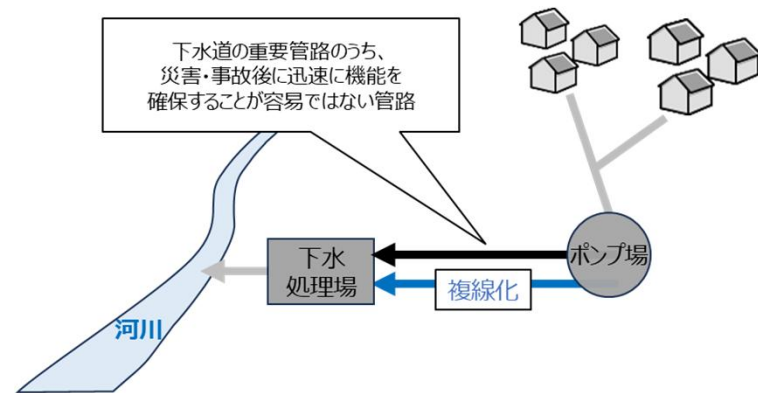 下水道の重要管路のうち、
災害・事故後に迅速に機能を
確保することが容易ではない管路
下水
処理場
ポンプ場
複線化
河川